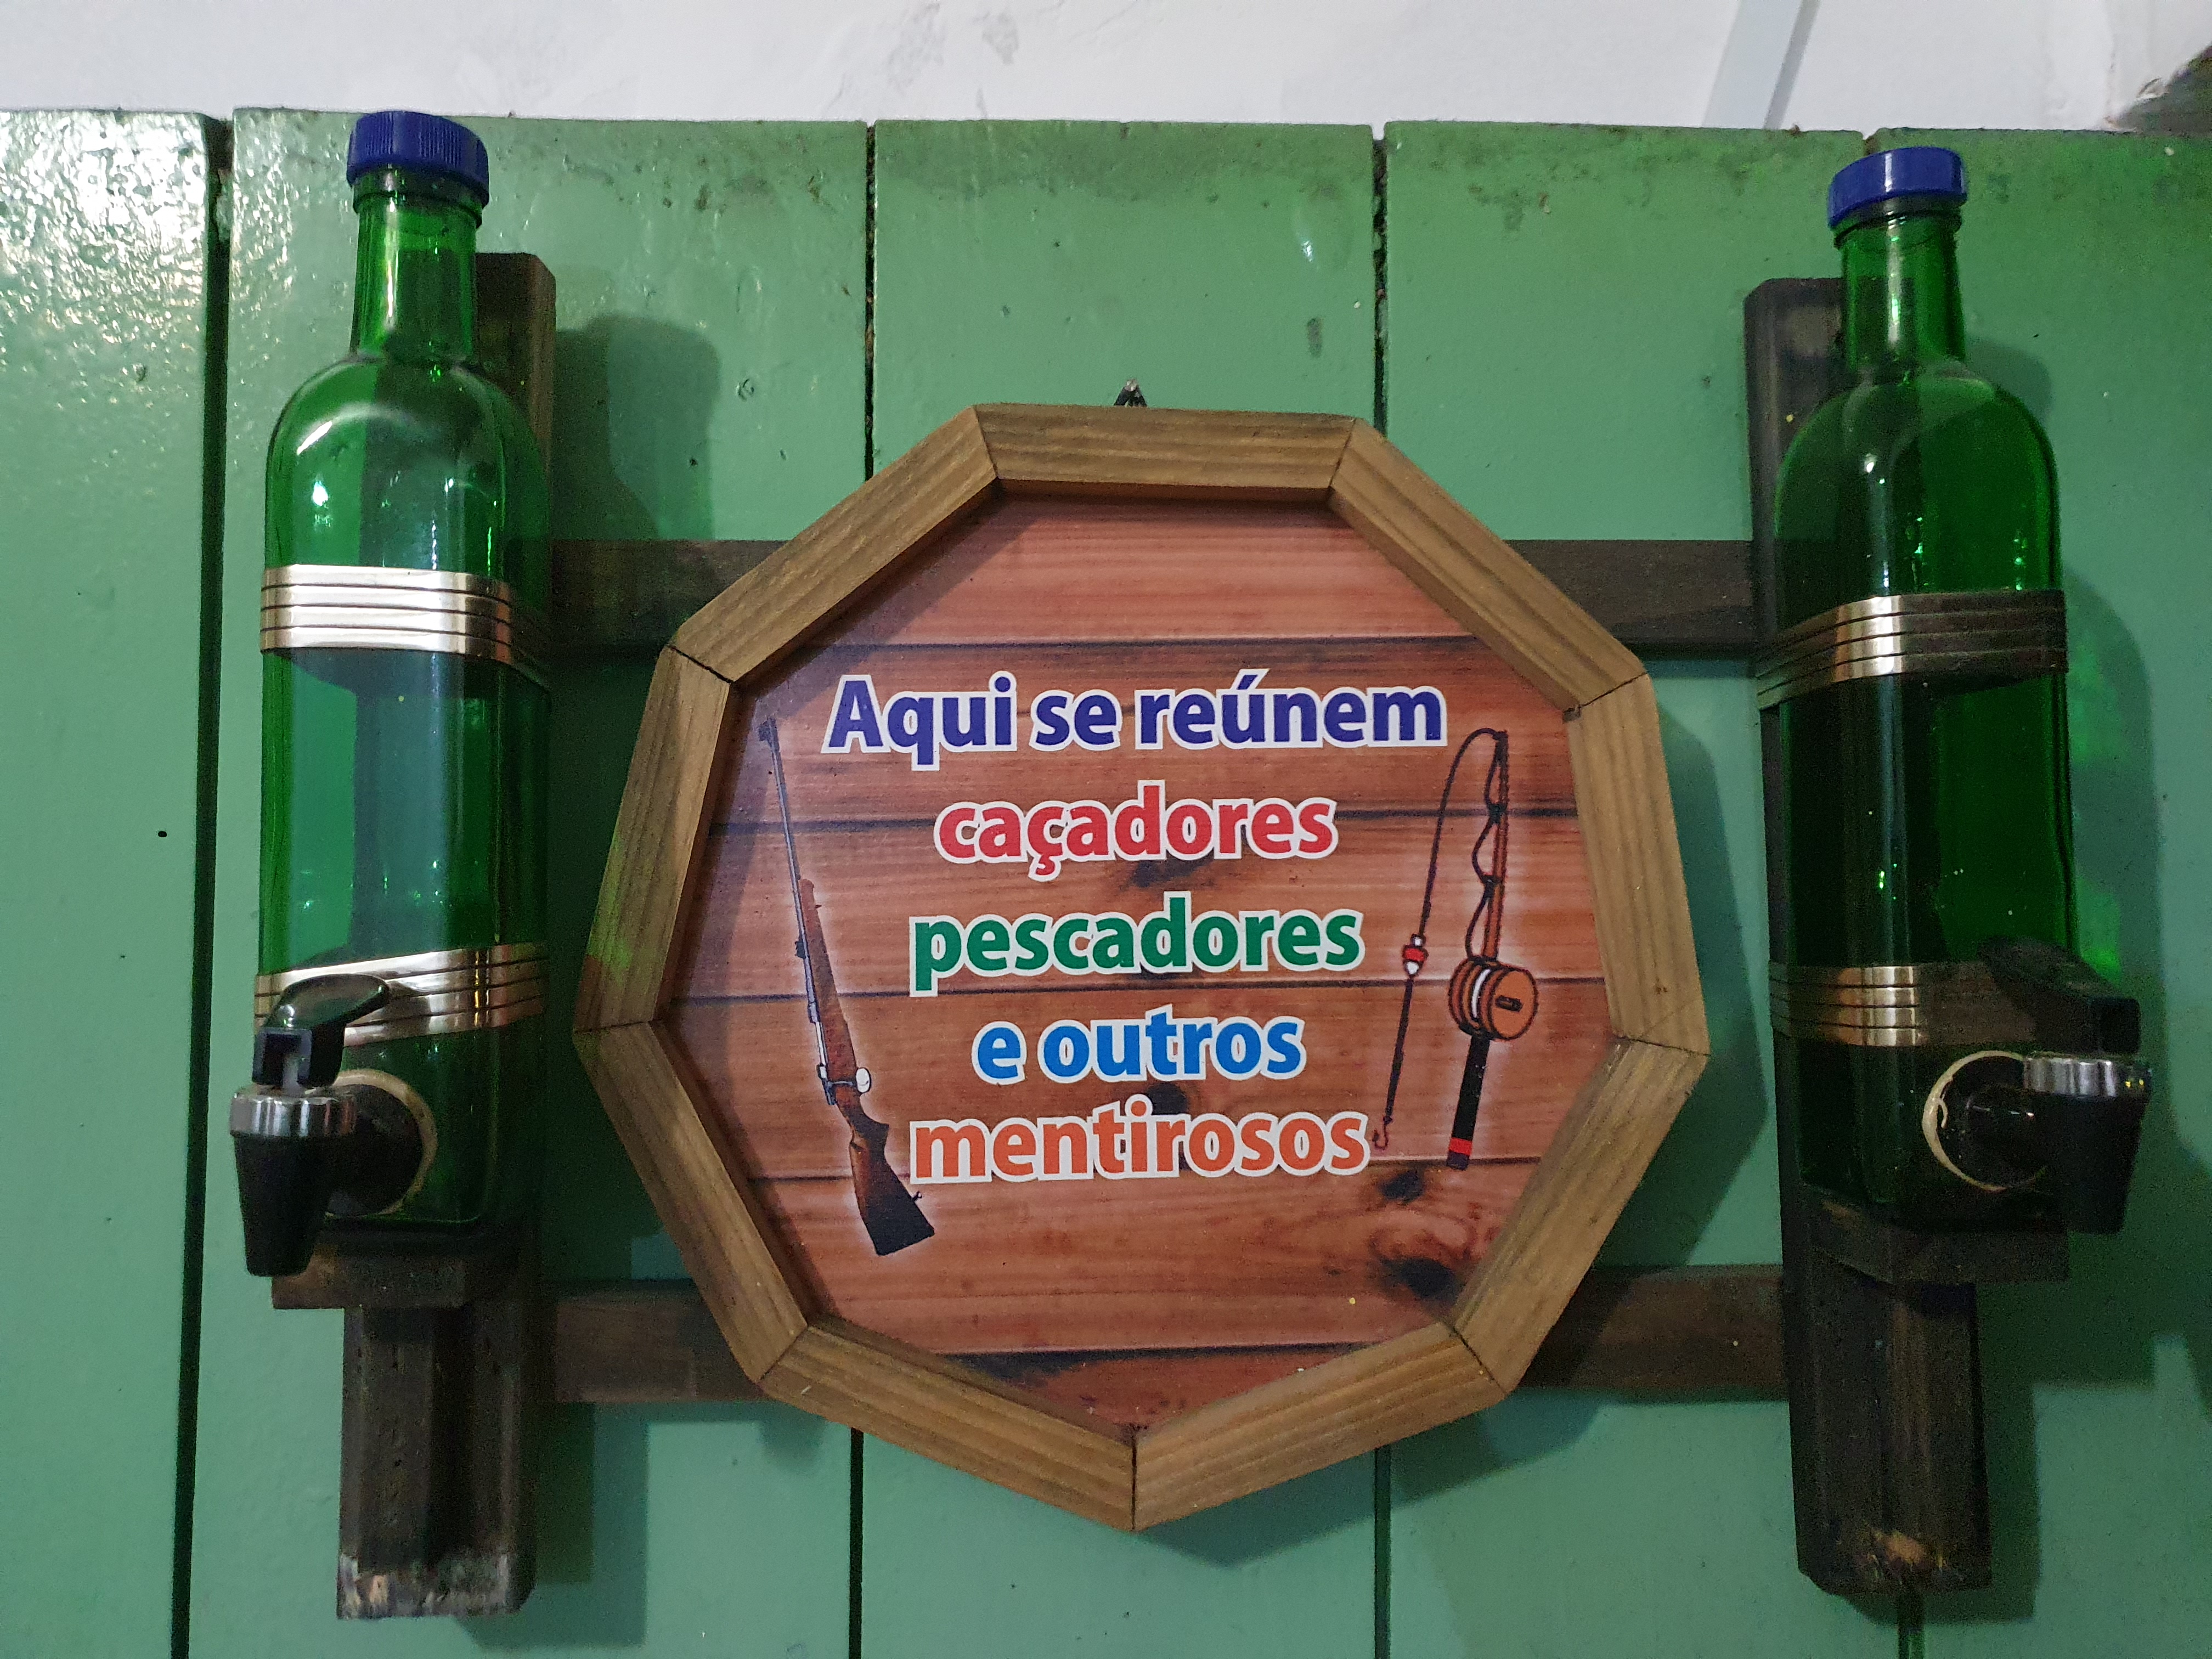 Aqui se reúnem
caçadores
pescadores
e outros
mentirosos